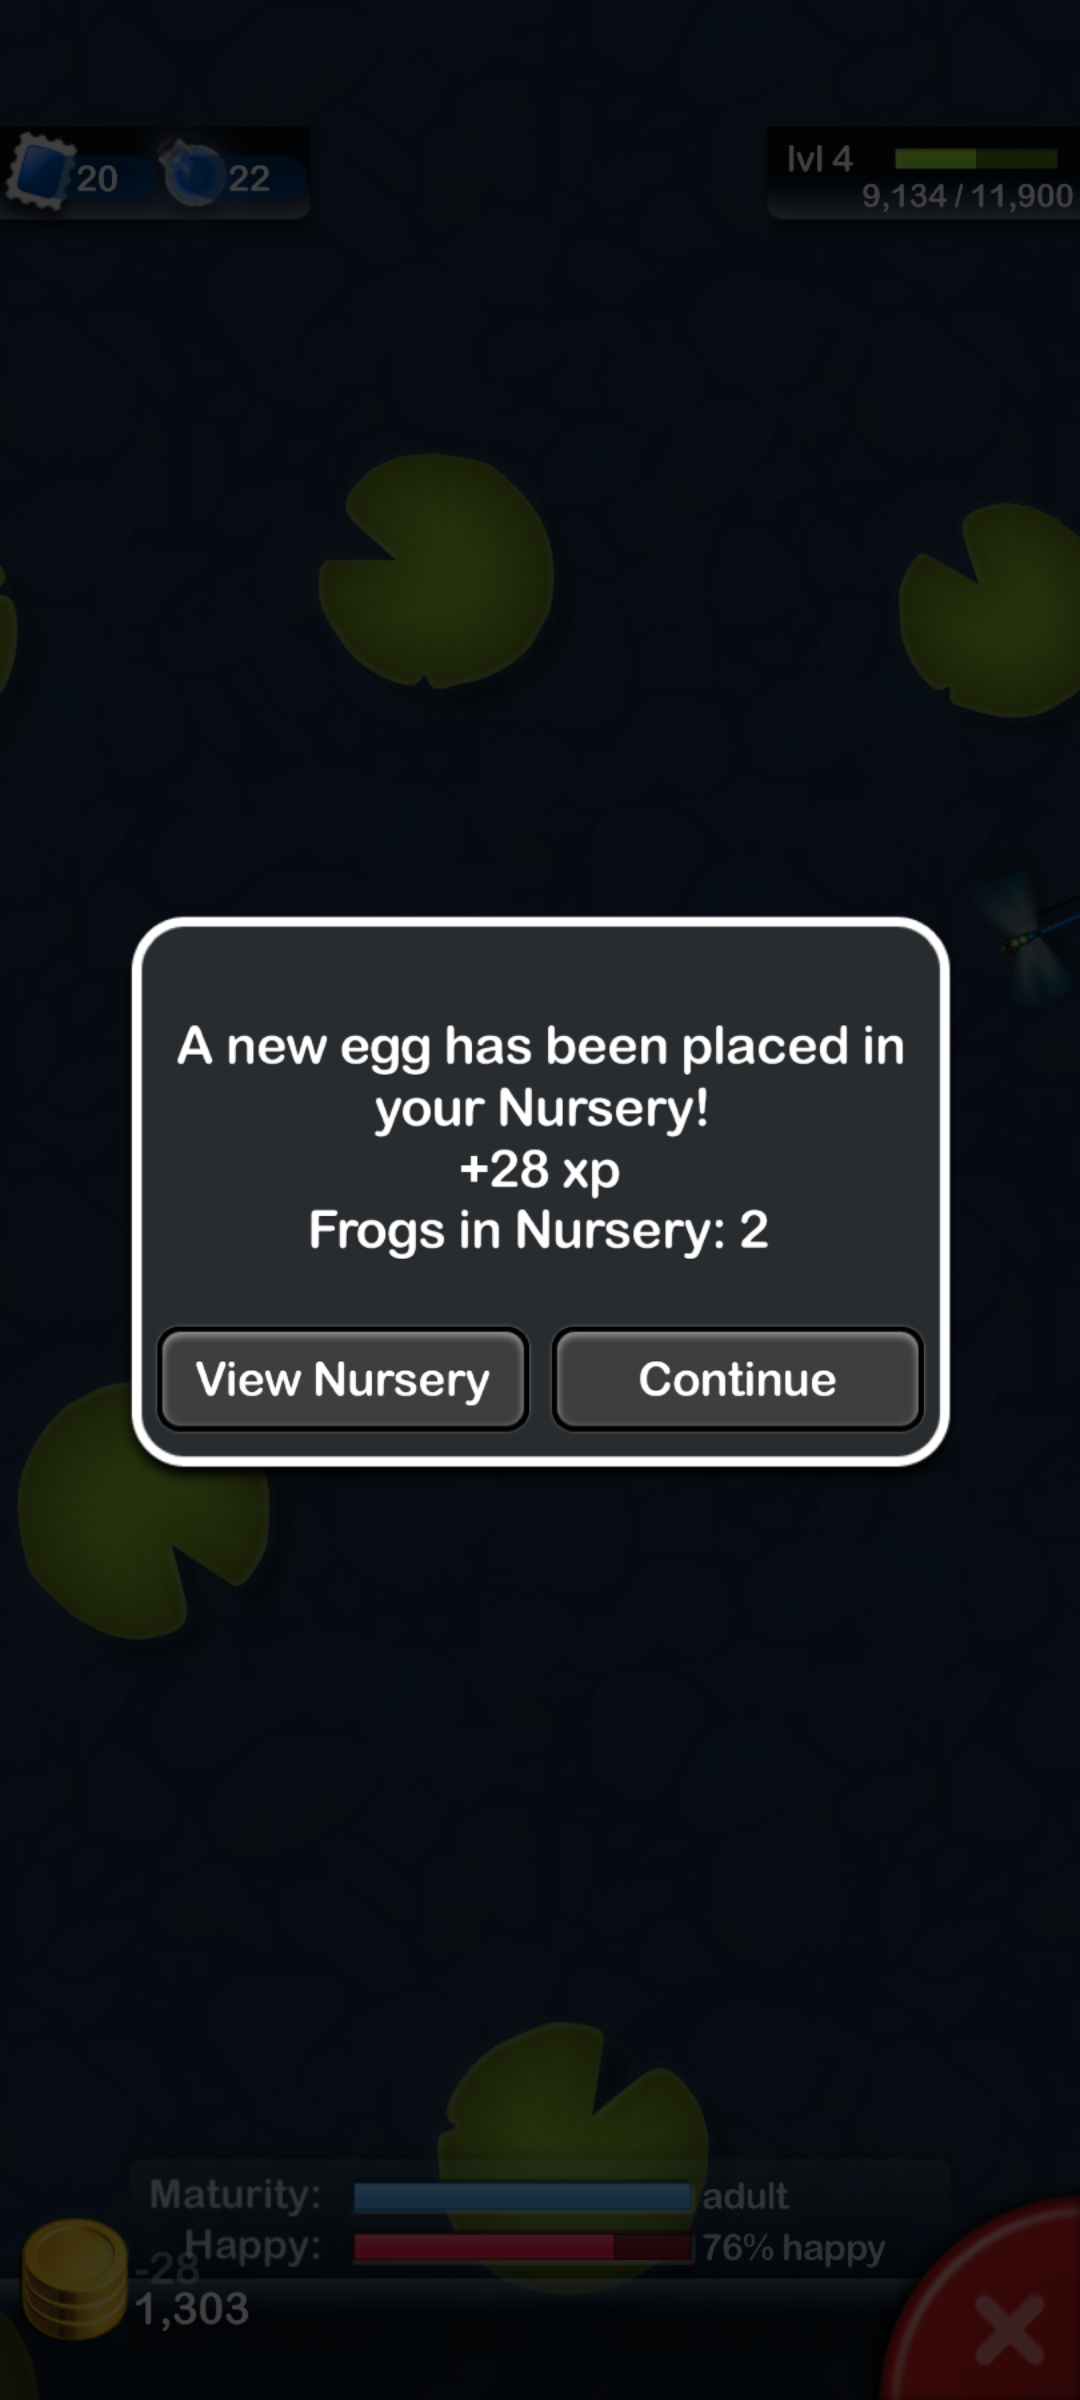 20 22
lvl 4
9,134 / 11,900
A new egg has been placed in
your Nursery!
+28 xp
Frogs in Nursery: 2
View Nursery Continue
Maturity: adult
Happy: 76% happy
-28
1,303